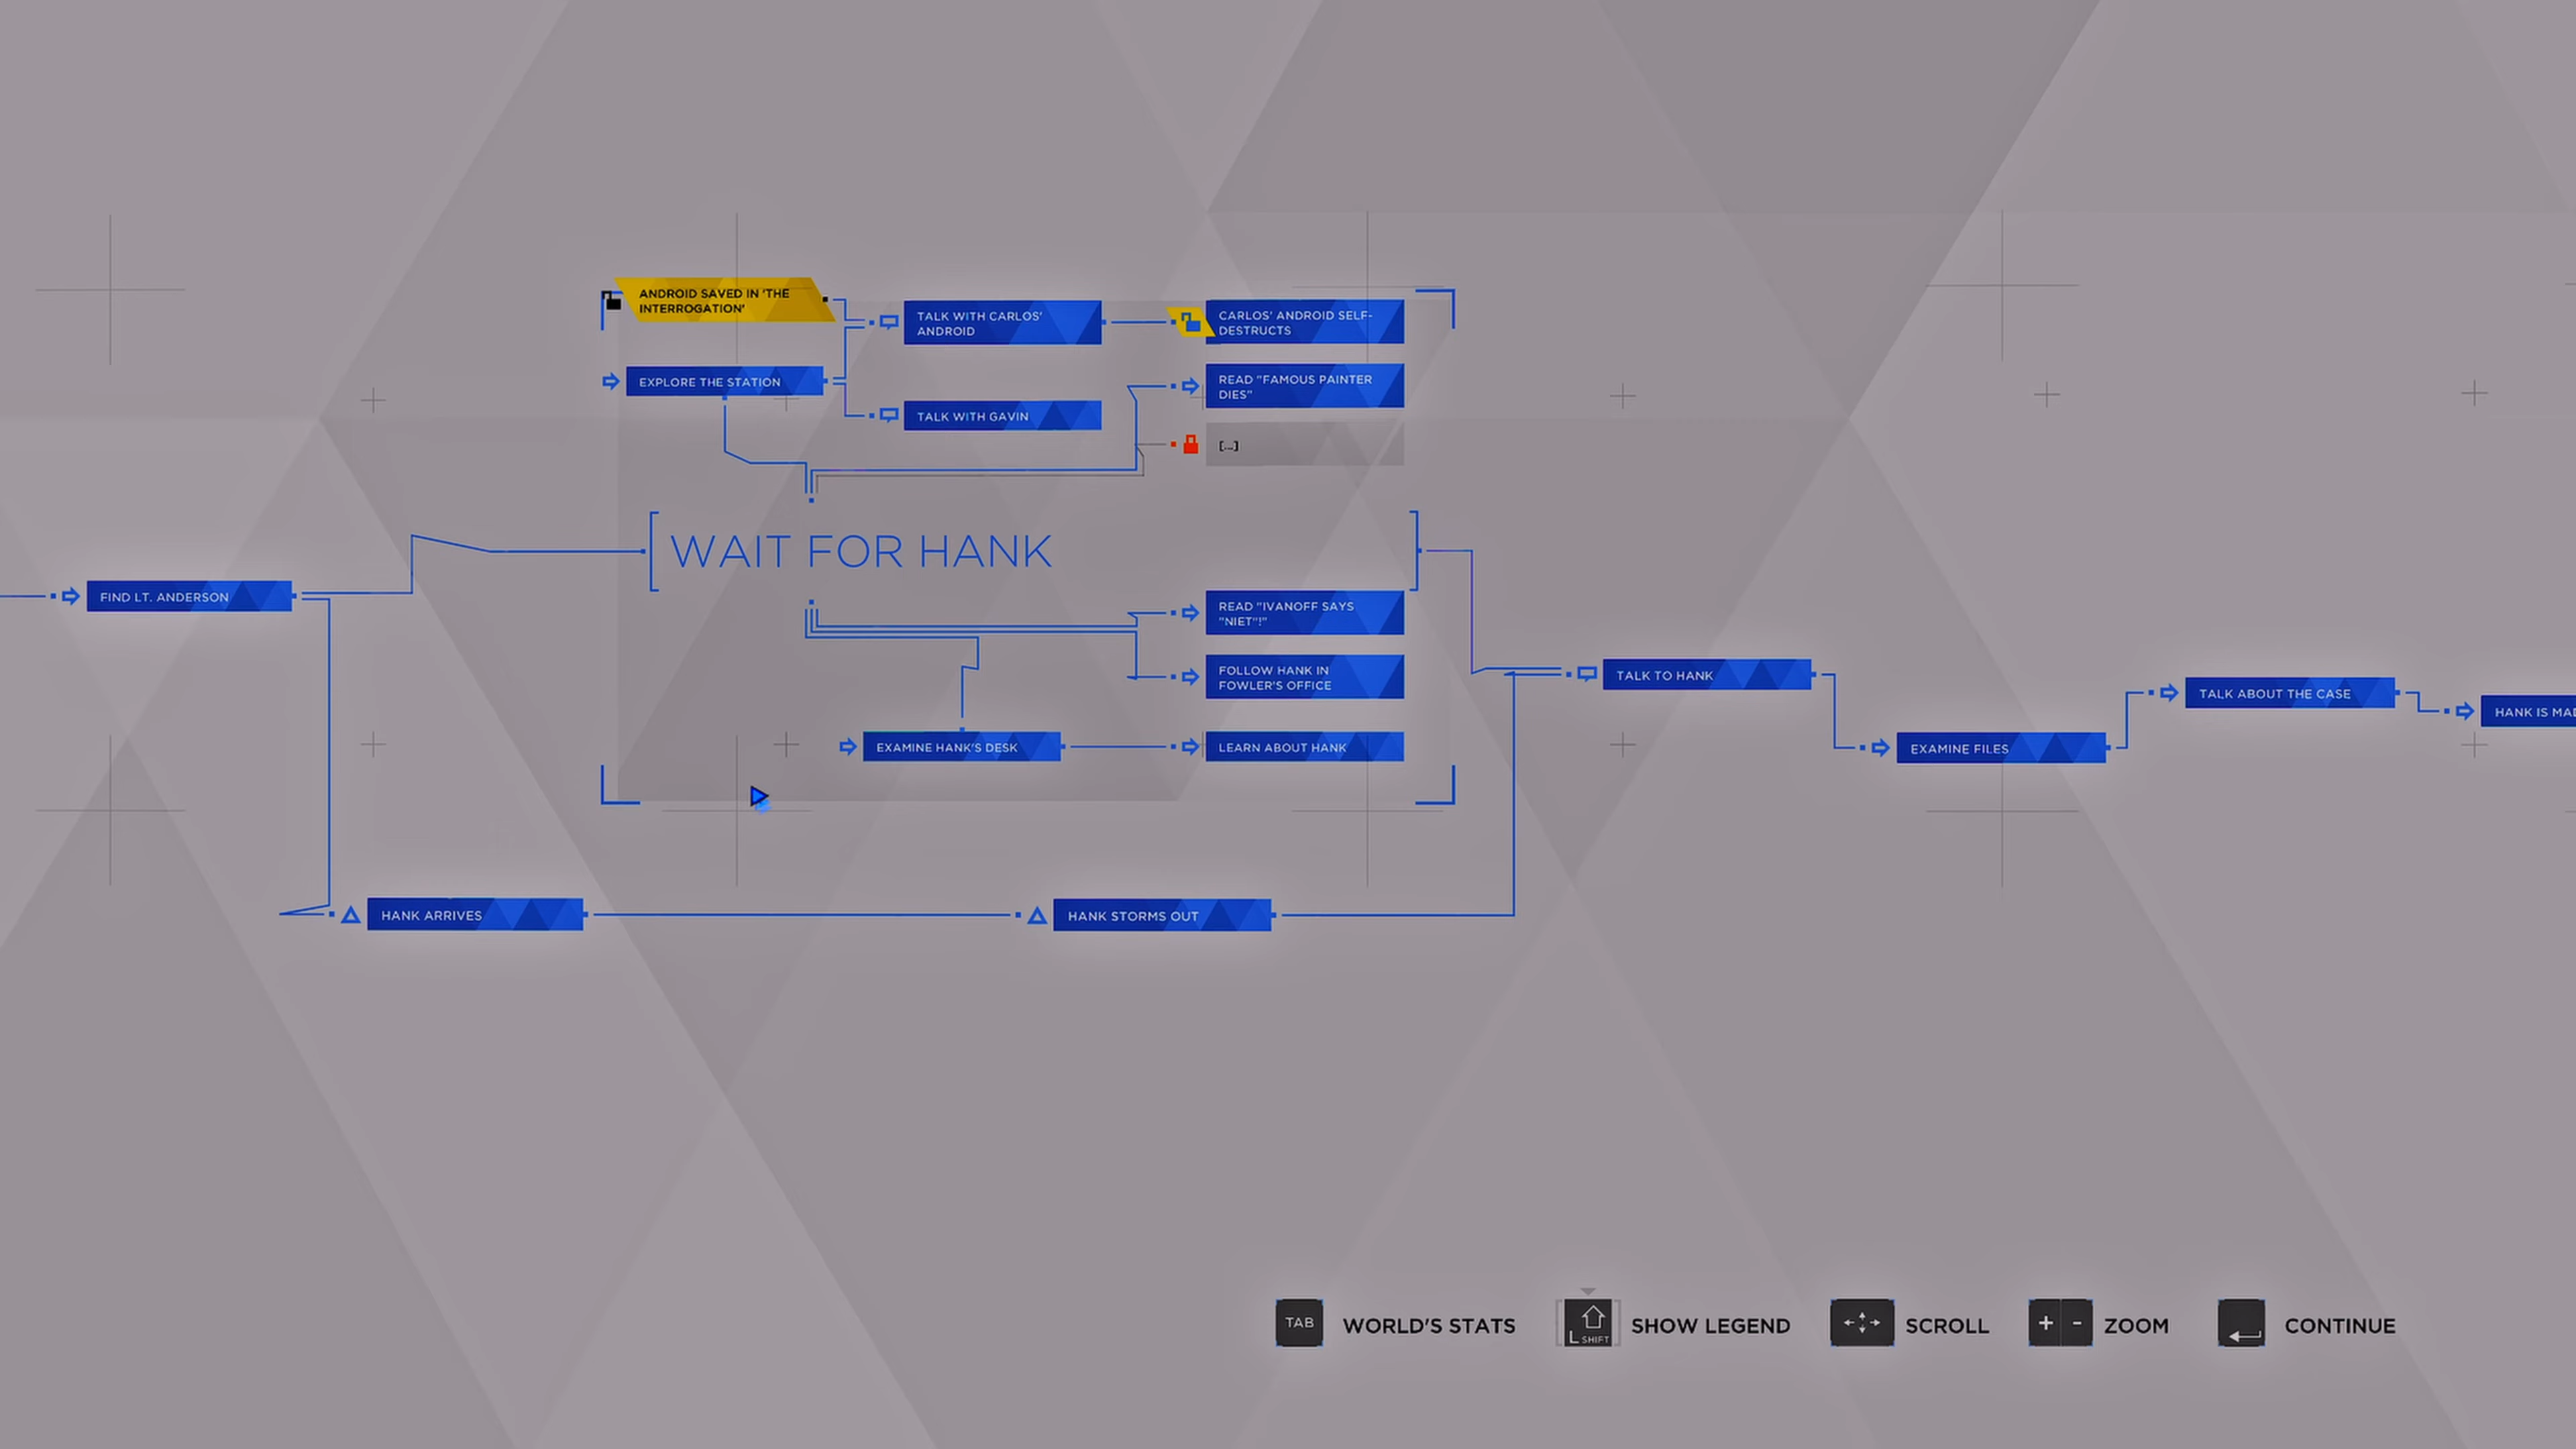 ANDROID SAVED IN 'THE
INTERROGATION'
TALK WITH CARLOS'
ANDROID
CARLOS' ANDROID SELF-
DESTRUCTS
EXPLORE THE STATION
READ "FAMOUS PAINTER
DIES"
TALK WITH GAVIN
[...]
WAIT FOR HANK
FIND LT. ANDERSON
READ "IVANOFF SAYS
"NIET"!"
FOLLOW HANK IN
FOWLER'S OFFICE
TALK TO HANK
TALK ABOUT THE CASE
HANK IS MAD
EXAMINE HANK'S DESK
LEARN ABOUT HANK
EXAMINE FILES
HANK ARRIVES
HANK STORMS OUT
TAB WORLD'S STATS
L SHIFT SHOW LEGEND
SCROLL
+ - ZOOM
CONTINUE